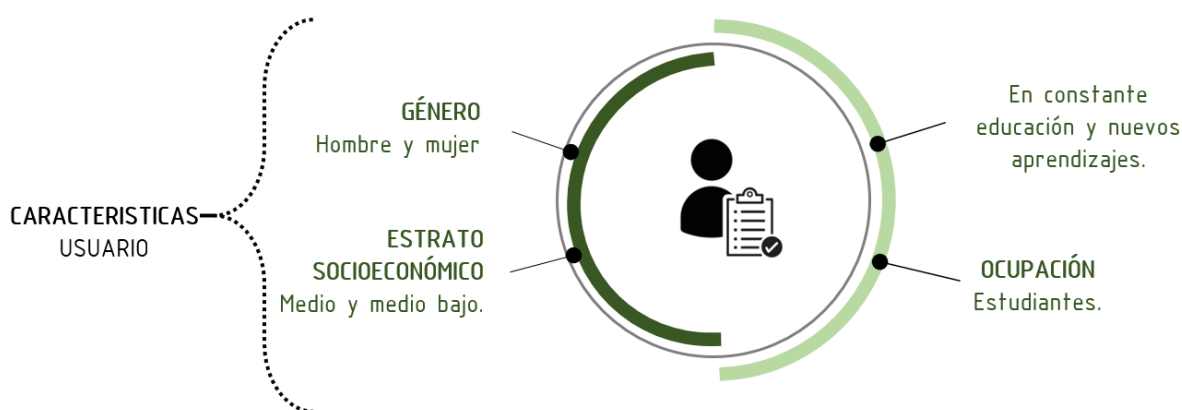 CARACTERISTICAS
USUARIO
GÉNERO
Hombre y mujer
ESTRATO
SOCIOECONÓMICO
Medio y medio bajo.
En constante
educación y nuevos
aprendizajes.
OCUPACIÓN
Estudiantes.